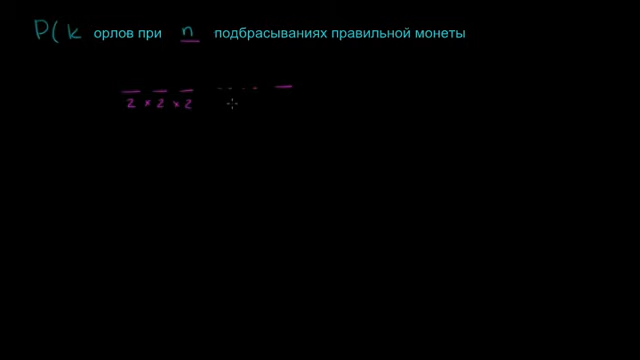 P( k орлов при n подбрасываниях правильной монеты
2 × 2 × 2